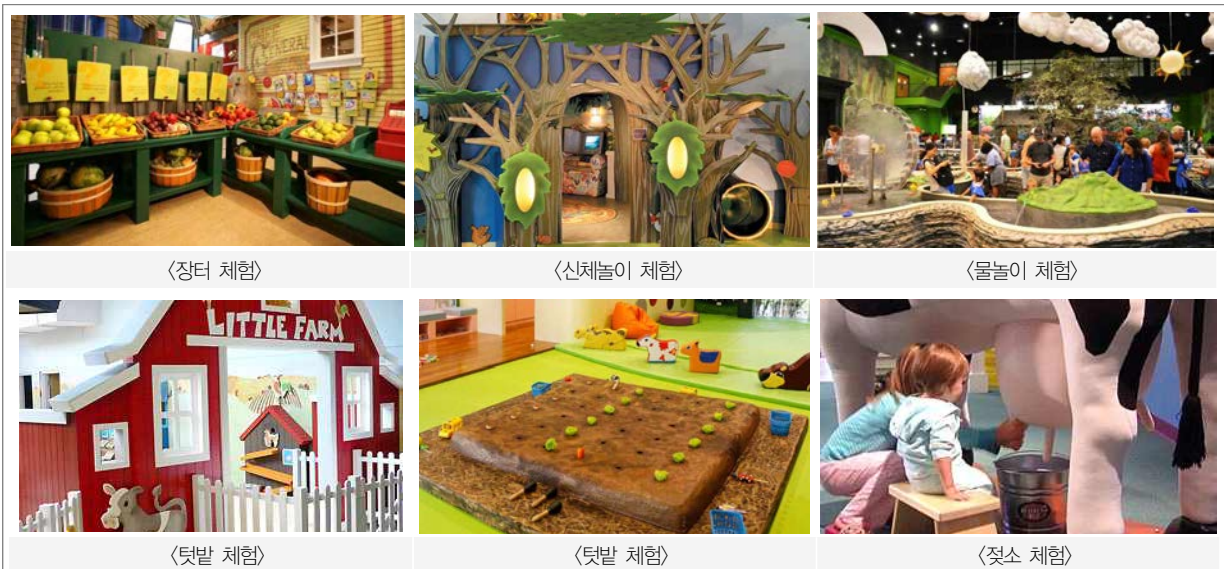 GENERAL
〈장터 체험〉
〈신체놀이 체험〉
〈물놀이 체험〉
LITTLE FARM
〈텃밭 체험〉
〈텃밭 체험〉
〈젖소 체험〉